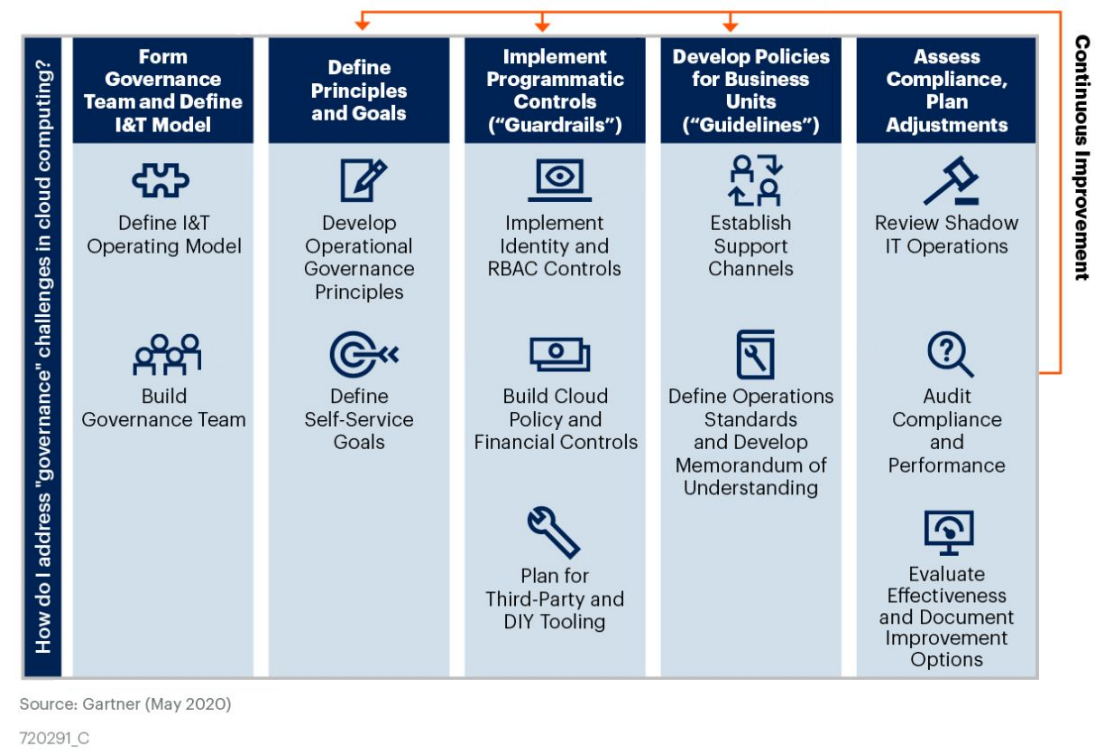 How do I address "governance" challenges in cloud computing?
Form
Governance
Team and Define
I&T Model
Define I&T
Operating Model
Build
Governance Team
Define
Principles
and Goals
Develop
Operational
Governance
Principles
Define
Self-Service
Goals
Implement
Programmatic
Controls
(“Guardrails”)
Implement
Identity and
RBAC Controls
Build Cloud
Policy and
Financial Controls
Plan for
Third-Party and
DIY Tooling
Develop Policies
for Business
Units
(“Guidelines”)
Establish
Support
Channels
Define Operations
Standards
and Develop
Memorandum of
Understanding
Assess
Compliance,
Plan
Adjustments
Review Shadow
IT Operations
Audit
Compliance
and
Performance
Evaluate
Effectiveness
and Document
Improvement
Options
Continuous Improvement
Source: Gartner (May 2020)
720291_C